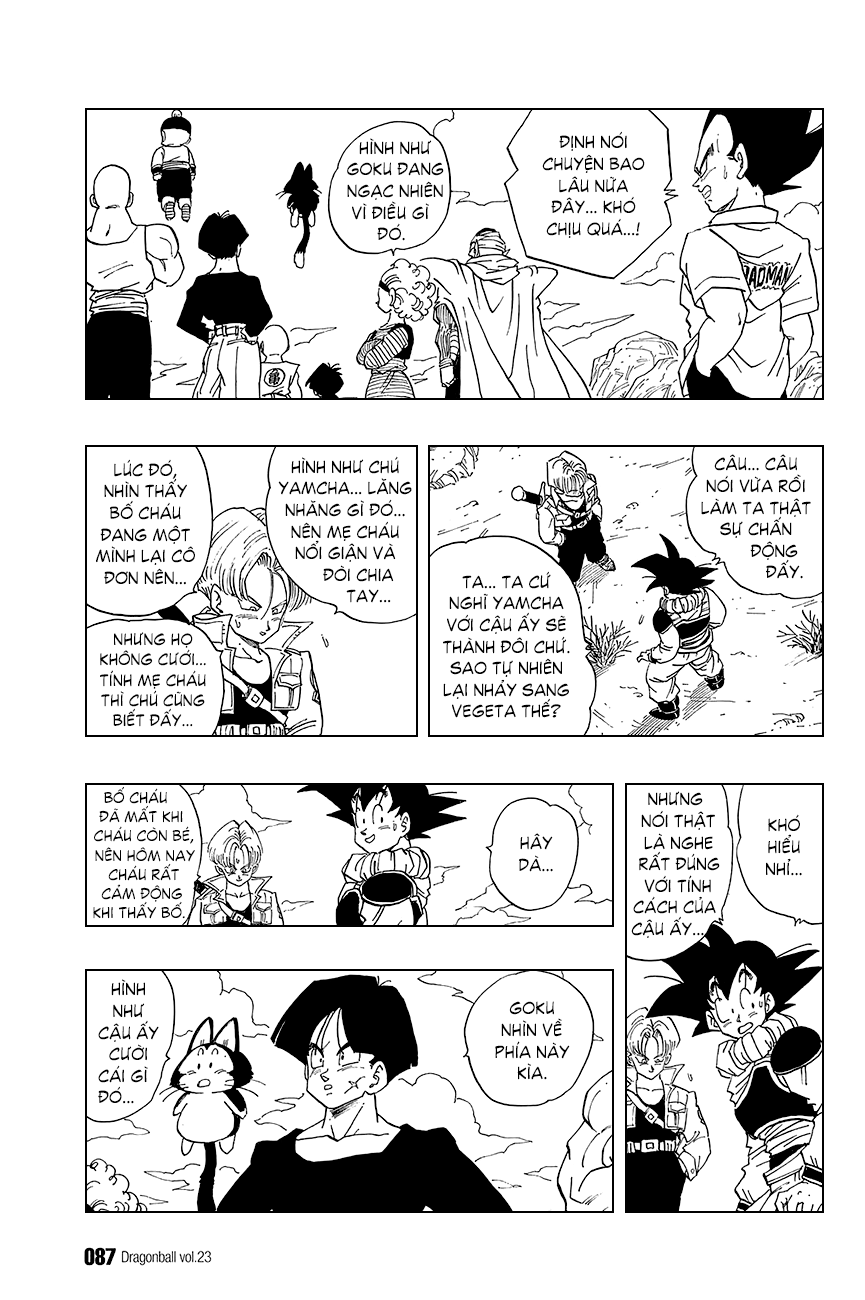 ĐỊNH NÓI
CHUYỆN BAO
LÂU NỮA
ĐÂY... KHÓ
CHỊU QUÁ...!
HÌNH NHƯ
GOKU ĐANG
NGẠC NHIÊN
VÌ ĐIỀU GÌ
ĐÓ.
BADMAN
CÂU... CÂU
NÓI VỪA RỒI
LÀM TA THẬT
SỰ CHẤN
ĐỘNG
ĐẤY.
TA... TA CỨ
NGHĨ YAMCHA
VỚI CẬU ẤY SẼ
THÀNH ĐÔI CHỨ.
SAO TỰ NHIÊN
LẠI NHẢY SANG
VEGETA THẾ?
HÌNH NHƯ CHÚ
YAMCHA... LĂNG
NHĂNG GÌ ĐÓ...
NÊN MẸ CHÁU
NỔI GIẬN VÀ
ĐÒI CHIA
TAY...
LÚC ĐÓ,
NHÌN THẤY
BỐ CHÁU
ĐANG MỘT
MÌNH LẠI CÔ
ĐƠN NÊN...
NHƯNG HỌ
KHÔNG CƯỚI...
TÍNH MẸ CHÁU
THÌ CHÚ CŨNG
BIẾT ĐẤY...
KHÓ
HIỂU
NHỈ...
NHƯNG
NÓI THẬT
LÀ NGHE
RẤT ĐÚNG
VỚI TÍNH
CÁCH CỦA
CẬU ẤY...
HÂY
DÀ...
BỐ CHÁU
ĐÃ MẤT KHI
CHÁU CÒN BÉ,
NÊN HÔM NAY
CHÁU RẤT
CẢM ĐỘNG
KHI THẤY BỐ.
GOKU
NHÌN VỀ
PHÍA NÀY
KÌA.
HÌNH
NHƯ
CẬU ẤY
CƯỜI
CÁI GÌ
ĐÓ...
087 Dragonball vol.23